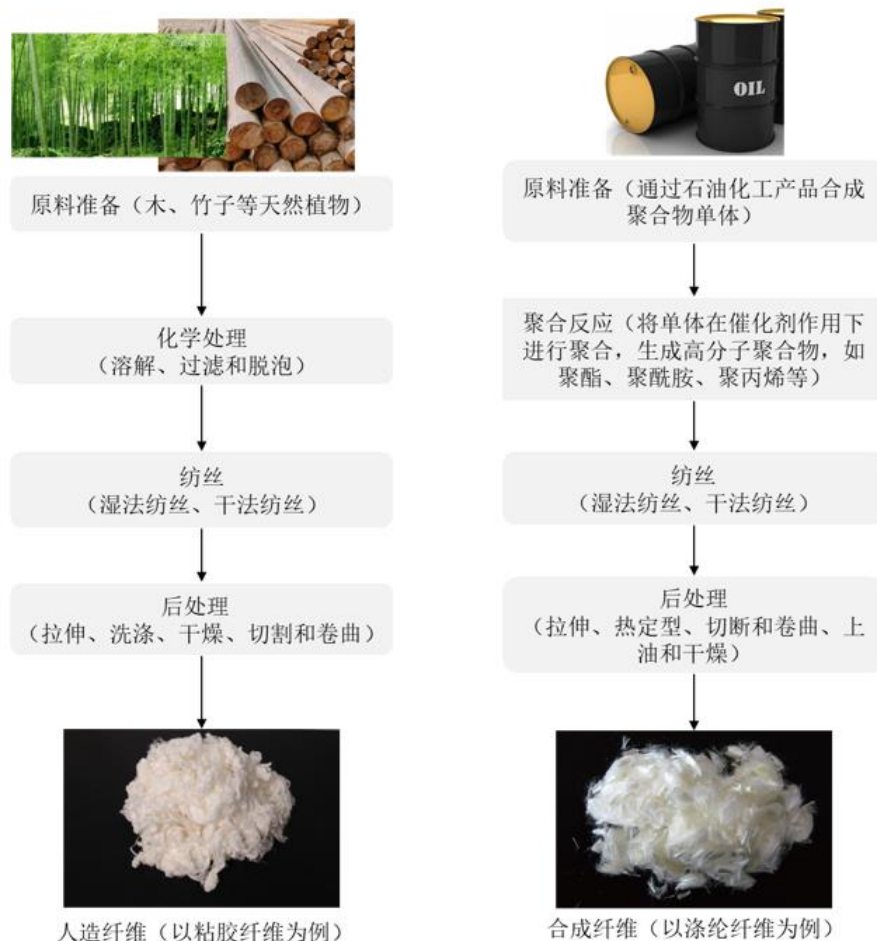 OIL
原料准备（木、竹子等天然植物）
化学处理
（溶解、过滤和脱泡）
纺丝
（湿法纺丝、干法纺丝）
后处理
（拉伸、洗涤、干燥、切割和卷曲）
人造纤维（以粘胶纤维为例）
原料准备（通过石油化工产品合成
聚合物单体）
聚合反应（将单体在催化剂作用下
进行聚合，生成高分子聚合物，如
聚酯、聚酰胺、聚丙烯等）
纺丝
（湿法纺丝、干法纺丝）
后处理
（拉伸、热定型、切断和卷曲、上
油和干燥）
合成纤维（以涤纶纤维为例）